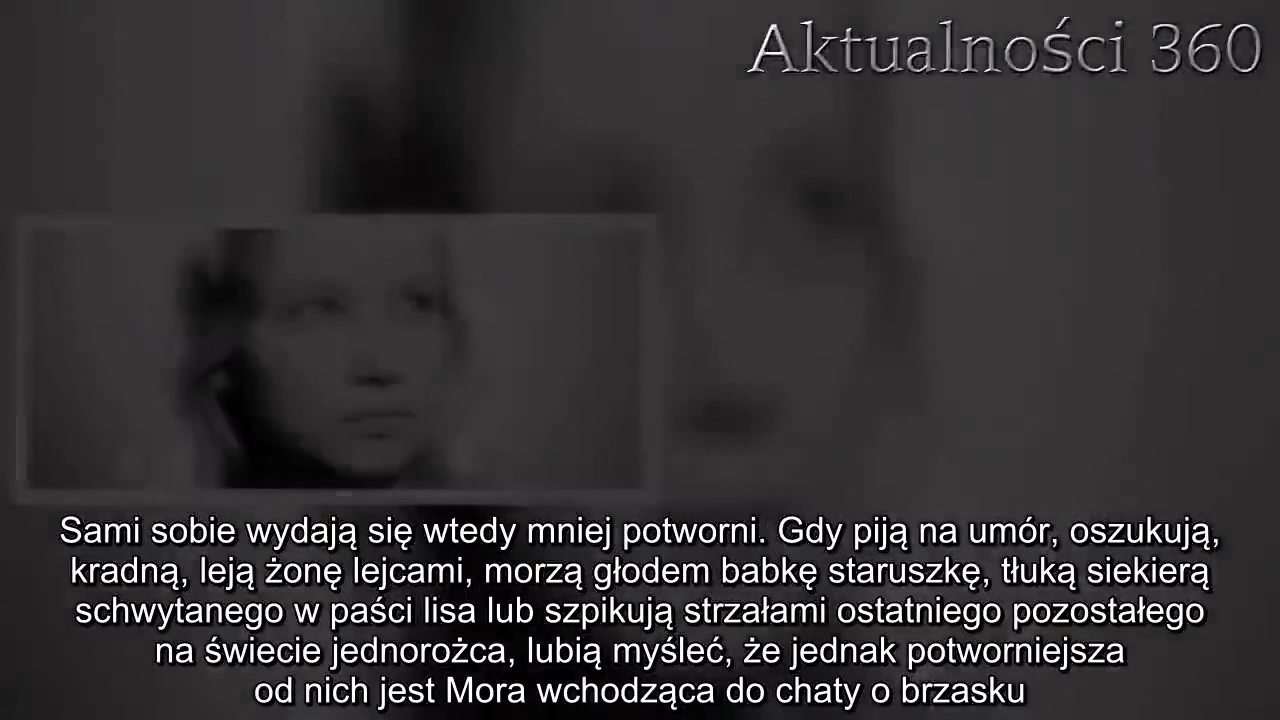 Aktualności 360
Sami sobie wydają się wtedy mniej potworni. Gdy piją na umór, oszukują,
kradną, leją żonę lejcami, morzą głodem babkę staruszkę, tłuką siekierą
schwytanego w paści lisa lub szpikują strzałami ostatniego pozostałego
na świecie jednorożca, lubią myśleć, że jednak potworniejsza
od nich jest Mora wchodząca do chaty o brzasku